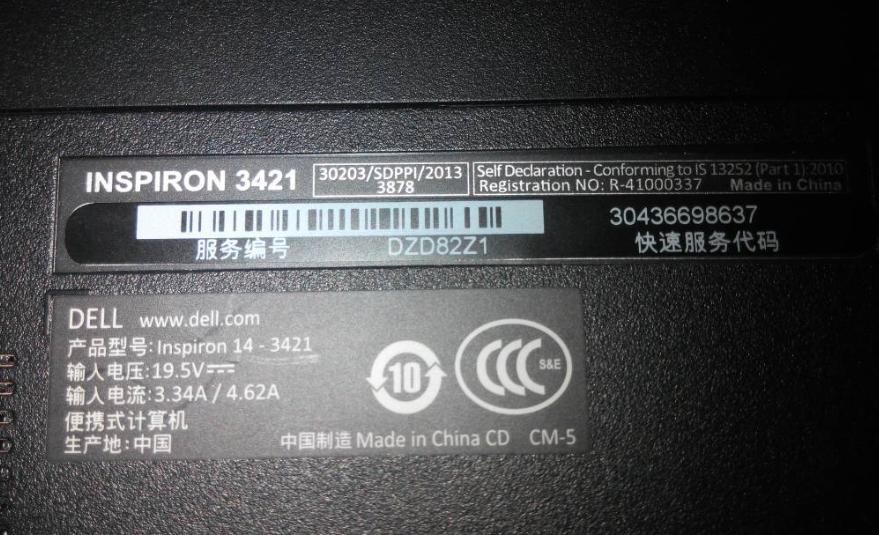 INSPIRON 3421
30203/SDPPI/2013
3878
Self Declaration - Conforming to IS 13252 (Part 1):2010
Registration NO: R-41000337 Made in China
服务编号 DZD82Z1
30436698637
快速服务代码
DELL www.dell.com
产品型号: Inspiron 14 - 3421
输入电压: 19.5V
输入电流: 3.34A / 4.62A
便携式计算机
生产地: 中国
10
CCC S&E
中国制造 Made in China CD CM-5